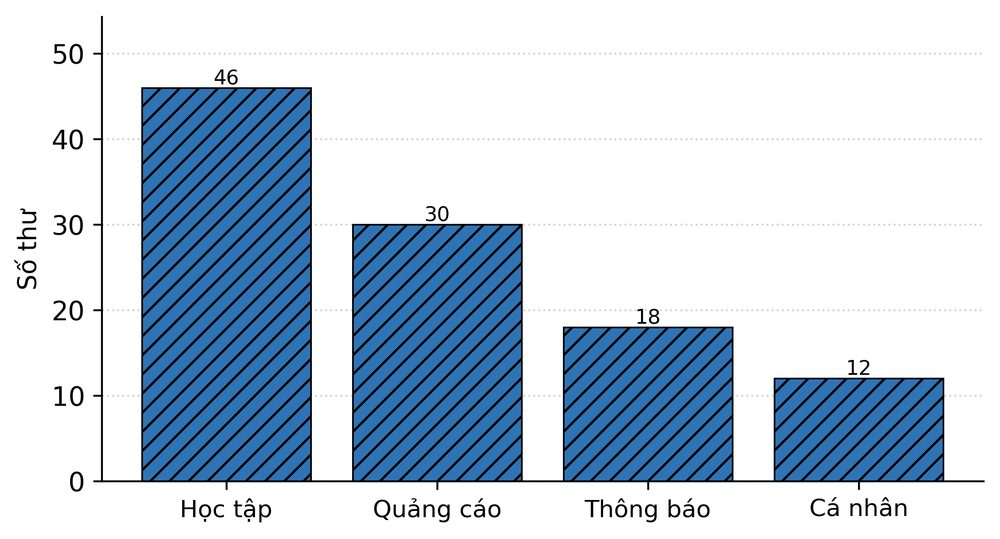 Số thư
50
40
30
20
10
0
46
30
18
12
Học tập
Quảng cáo
Thông báo
Cá nhân